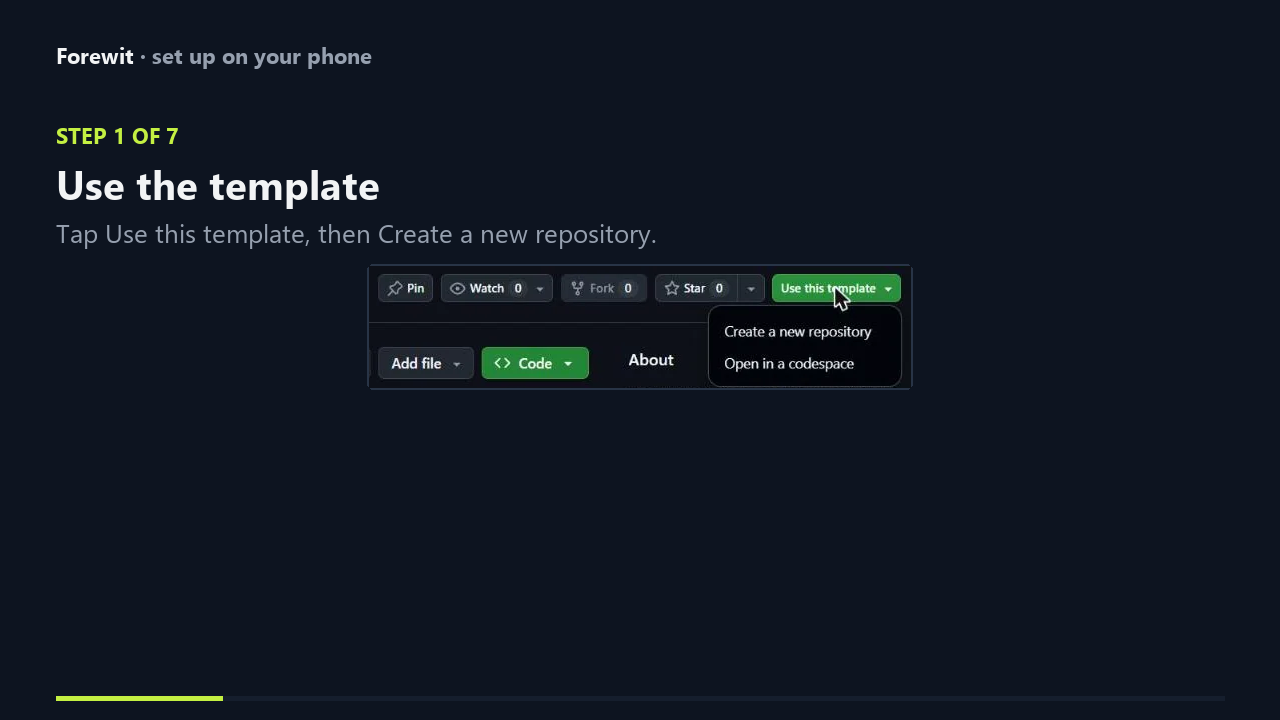 Forewit · set up on your phone
STEP 1 OF 7
Use the template
Tap Use this template, then Create a new repository.
Pin Watch 0 Fork 0 Star 0 Use this template
Create a new repository
Add file Code About
Open in a codespace